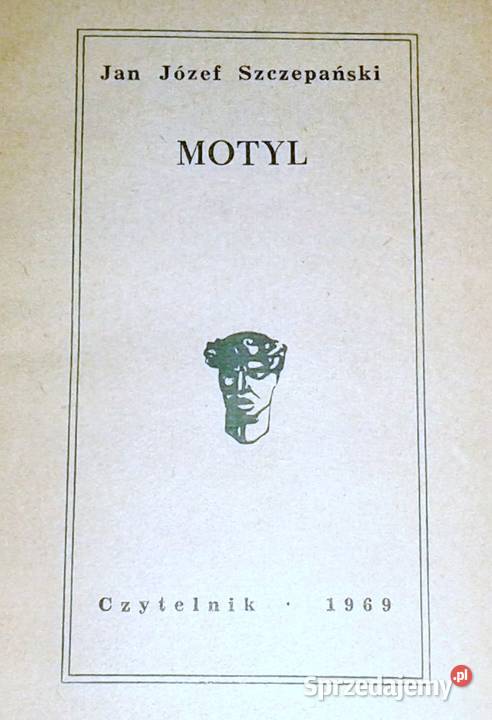 Jan Józef Szczepański
MOTYL
Czytelnik · 1969
Sprzedajemy.pl